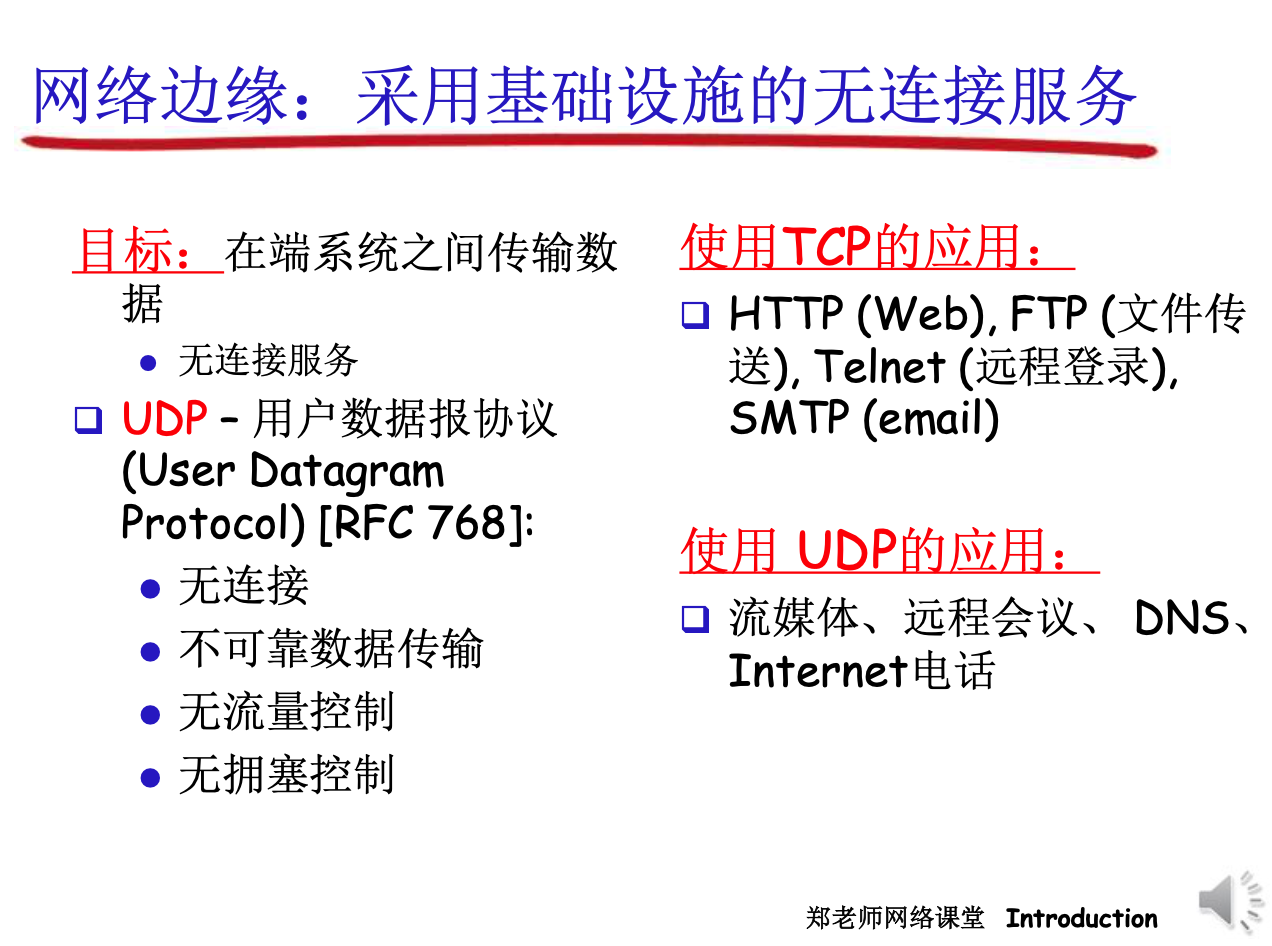 网络边缘：采用基础设施的无连接服务
目标：在端系统之间传输数
据
无连接服务
UDP – 用户数据报协议
(User Datagram
Protocol) [RFC 768]:
无连接
不可靠数据传输
无流量控制
无拥塞控制
使用TCP的应用：
HTTP (Web), FTP (文件传
送), Telnet (远程登录),
SMTP (email)
使用 UDP的应用：
流媒体、远程会议、 DNS、
Internet电话
郑老师网络课堂 Introduction